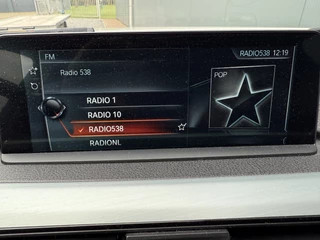 FM
RADIO538 12:19
Radio 538
POP
RADIO 1
RADIO 10
RADIO538
RADIONL